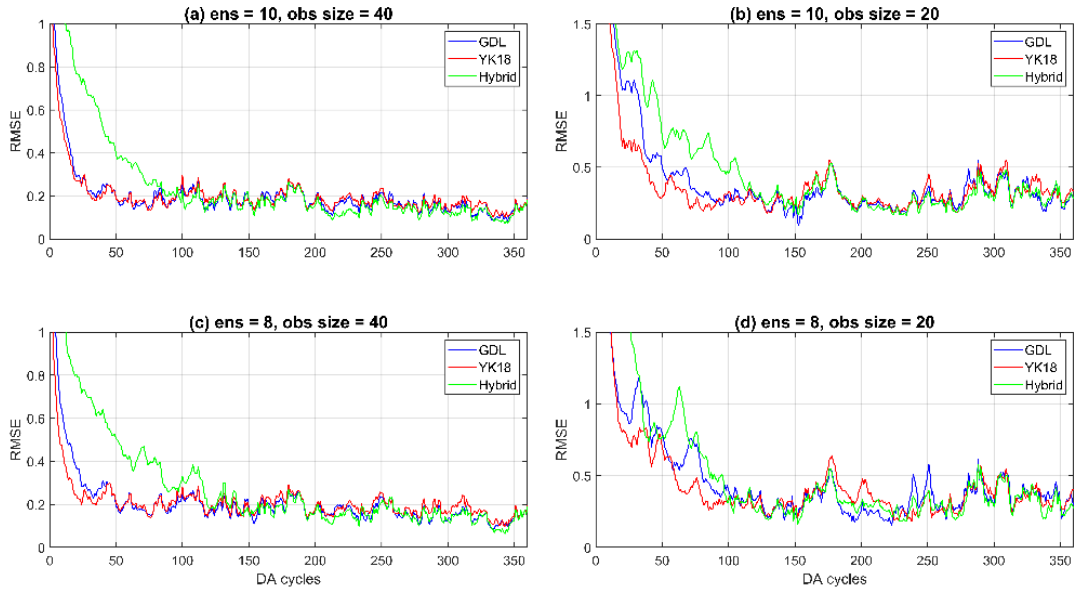 (a) ens = 10, obs size = 40
RMSE
1
0.8
0.6
0.4
0.2
0
GDL
YK18
Hybrid
0 50 100 150 200 250 300 350
(b) ens = 10, obs size = 20
RMSE
1.5
1
0.5
0
GDL
YK18
Hybrid
0 50 100 150 200 250 300 350
(c) ens = 8, obs size = 40
RMSE
1
0.8
0.6
0.4
0.2
0
GDL
YK18
Hybrid
0 50 100 150 200 250 300 350
DA cycles
(d) ens = 8, obs size = 20
RMSE
1.5
1
0.5
0
GDL
YK18
Hybrid
0 50 100 150 200 250 300 350
DA cycles